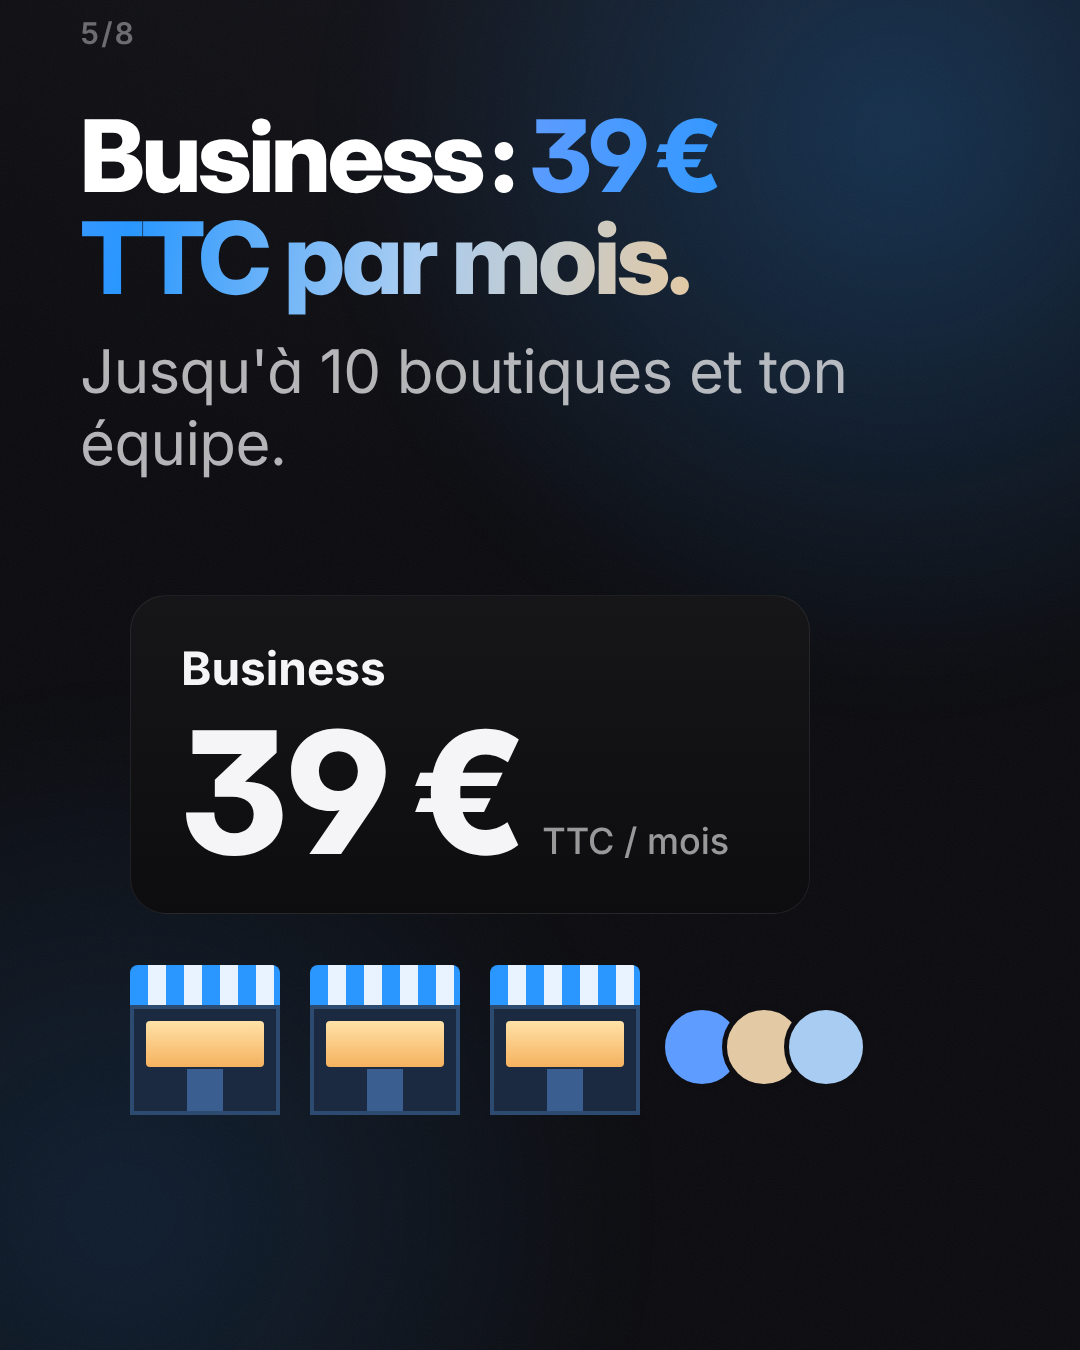 5/8
Business : 39 €
TTC par mois.
Jusqu'à 10 boutiques et ton
équipe.
Business
39 € TTC / mois